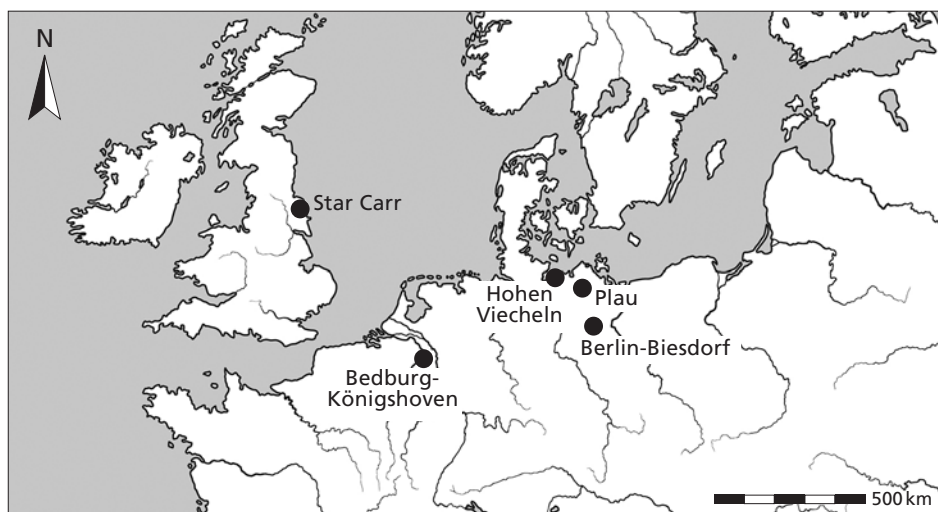 N
Star Carr
Hohen
Viecheln
Plau
Berlin-Biesdorf
Bedburg-
Königshoven
500 km